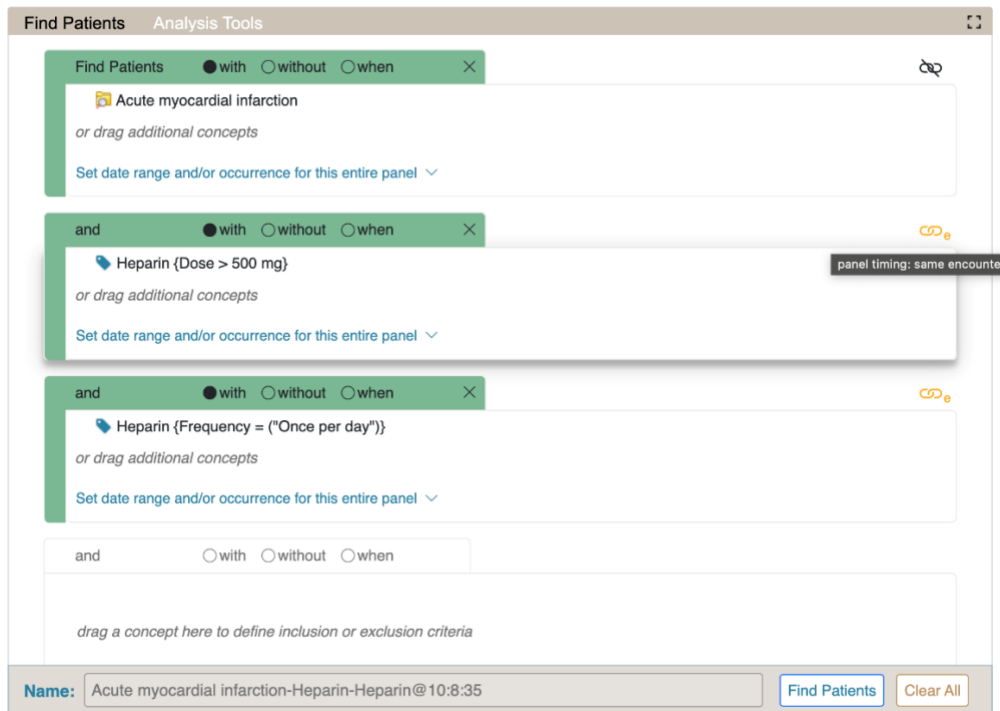 Find Patients Analysis Tools
Find Patients with without when
Acute myocardial infarction
or drag additional concepts
Set date range and/or occurrence for this entire panel
and with without when
e
Heparin {Dose > 500 mg}
panel timing: same encounte
or drag additional concepts
Set date range and/or occurrence for this entire panel
and with without when
e
Heparin {Frequency = ("Once per day")}
or drag additional concepts
Set date range and/or occurrence for this entire panel
and with without when
drag a concept here to define inclusion or exclusion criteria
Name: Acute myocardial infarction-Heparin-Heparin@10:8:35 Find Patients Clear All